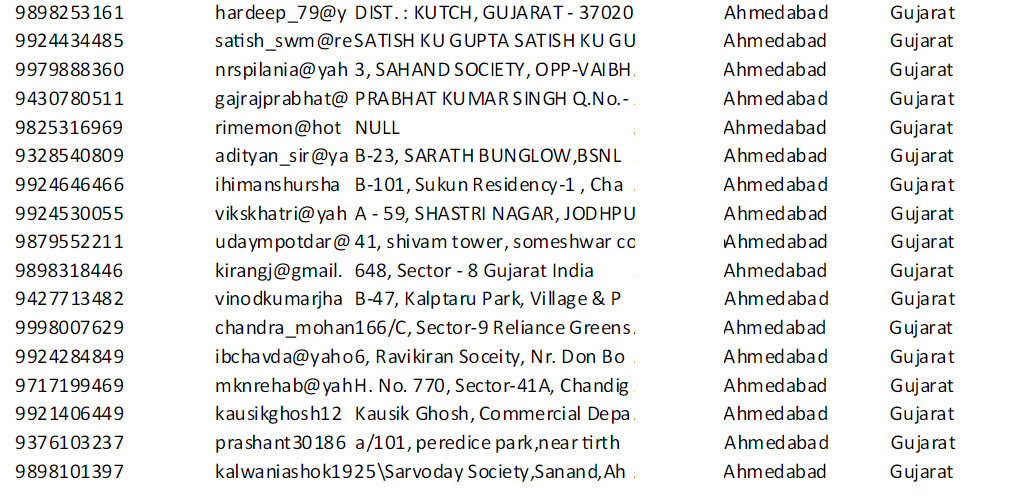 9898253161 hardeep_79@y DIST. : KUTCH, GUJARAT - 37020 Ahmedabad Gujarat
9924434485 satish_swm@re SATISH KU GUPTA SATISH KU GU Ahmedabad Gujarat
9979888360 nrspilania@yah 3, SAHAND SOCIETY, OPP-VAIBH Ahmedabad Gujarat
9430780511 gajrajprabhat@ PRABHAT KUMAR SINGH Q.No.- Ahmedabad Gujarat
9825316969 rimemon@hot NULL Ahmedabad Gujarat
9328540809 adityan_sir@ya B-23, SARATH BUNGLOW,BSNL Ahmedabad Gujarat
9924646466 ihimanshursha B-101, Sukun Residency-1 , Cha Ahmedabad Gujarat
9924530055 vikskhatri@yah A - 59, SHASTRI NAGAR, JODHPU Ahmedabad Gujarat
9879552211 udaympotdar@ 41, shivam tower, someshwar co Ahmedabad Gujarat
9898318446 kirangj@gmail. 648, Sector - 8 Gujarat India Ahmedabad Gujarat
9427713482 vinodkumarjha B-47, Kalptaru Park, Village & P Ahmedabad Gujarat
9998007629 chandra_mohan 166/C, Sector-9 Reliance Greens Ahmedabad Gujarat
9924284849 ibchavda@yaho 6, Ravikiran Soceity, Nr. Don Bo Ahmedabad Gujarat
9717199469 mknrehab@yah H. No. 770, Sector-41A, Chandig Ahmedabad Gujarat
9921406449 kausikghosh12 Kausik Ghosh, Commercial Depa Ahmedabad Gujarat
9376103237 prashant30186 a/101, peredice park,near tirth Ahmedabad Gujarat
9898101397 kalwaniashok19 25\Sarvoday Society,Sanand,Ah Ahmedabad Gujarat